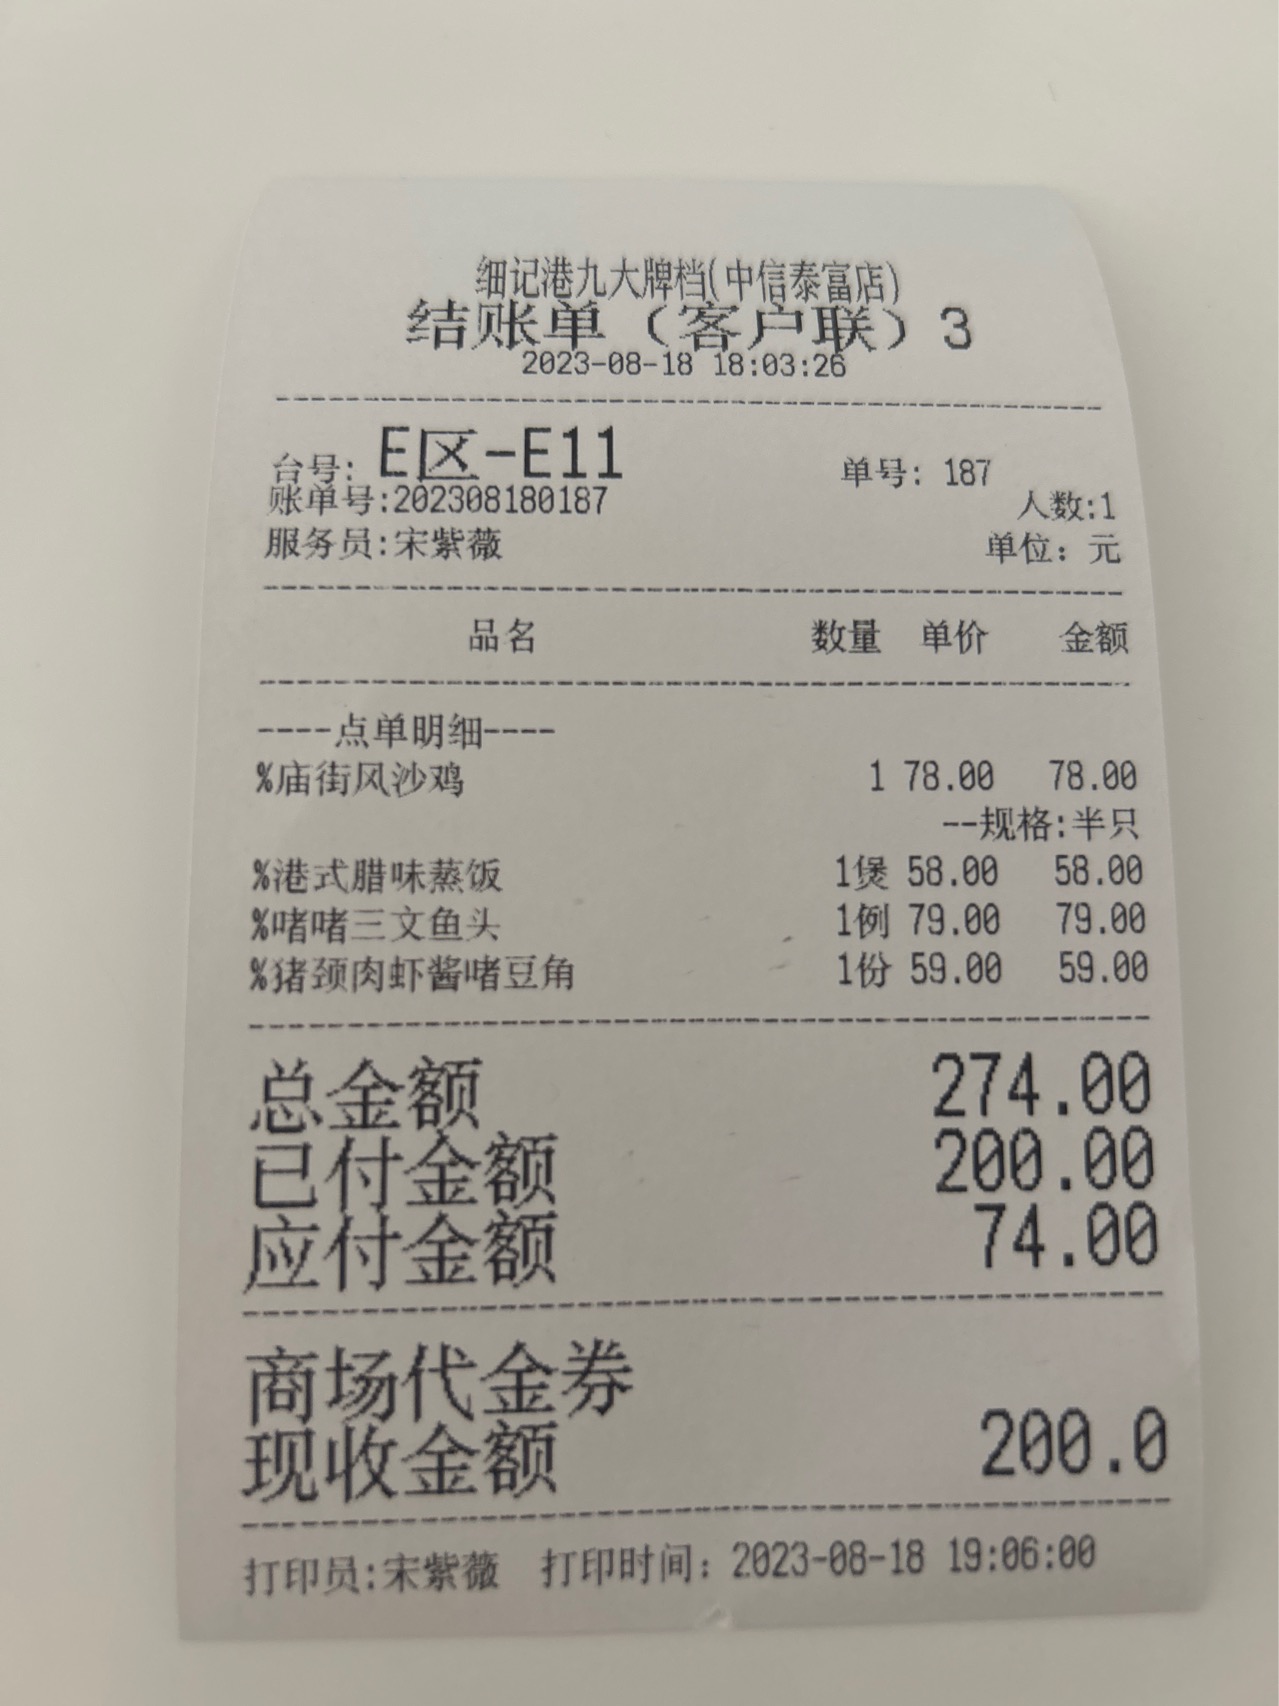 细记港九大牌档(中信泰富店)
结账单（客户联）3
2023-08-18 18:03:26
台号: E区-E11 单号: 187
账单号:202308180187 人数:1
服务员:宋紫薇 单位: 元
品名 数量 单价 金额
----点单明细----
%庙街风沙鸡 1 78.00 78.00
--规格:半只
%港式腊味蒸饭 1煲 58.00 58.00
%啫啫三文鱼头 1例 79.00 79.00
%猪颈肉虾酱啫豆角 1份 59.00 59.00
总金额 274.00
已付金额 200.00
应付金额 74.00
商场代金券
现收金额 200.0
打印员:宋紫薇 打印时间: 2023-08-18 19:06:00